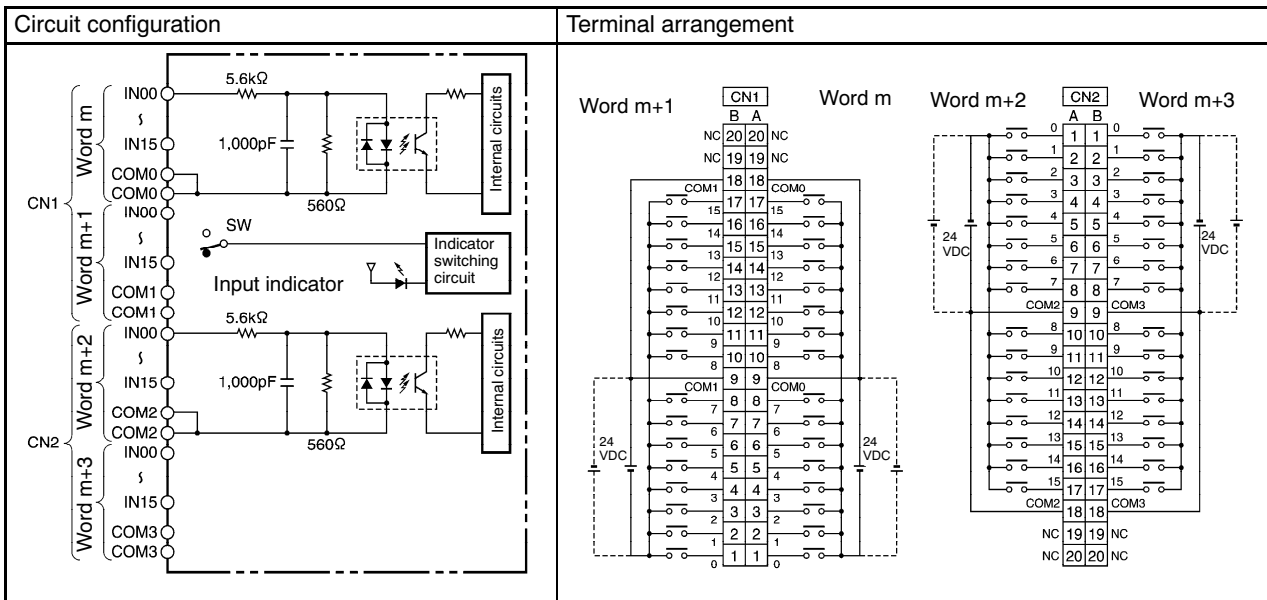 Circuit configuration
Terminal arrangement
CN1
Word m
IN00
IN15
COM0
COM0
Word m+1
IN00
IN15
COM1
COM1
CN2
Word m+2
IN00
IN15
COM2
COM2
Word m+3
IN00
IN15
COM3
COM3
5.6kΩ
1,000pF
560Ω
Internal circuits
SW
Input indicator
Indicator
switching
circuit
5.6kΩ
1,000pF
560Ω
Internal circuits
Word m+1
CN1
Word m
B A
NC 20 20 NC
NC 19 19 NC
18 18
COM1 COM0
17 17
15 15
16 16
14 14
15 15
13 13
14 14
12 12
13 13
11 11
12 12
10 10
11 11
9 9
10 10
8 8
9 9
COM1 COM0
8 8
7 7
7 7
6 6
6 6
5 5
5 5
4 4
4 4
3 3
3 3
2 2
2 2
1 1
1 1
0 0
24
VDC
24
VDC
Word m+2
CN2
Word m+3
A B
0 1 1 0
1 2 2 1
2 3 3 2
3 4 4 3
4 5 5 4
5 6 6 5
6 7 7 6
7 8 8 7
COM2 9 9 COM3
8 10 10 8
9 11 11 9
10 12 12 10
11 13 13 11
12 14 14 12
13 15 15 13
14 16 16 14
15 17 17 15
COM2 18 18 COM3
NC 19 19 NC
NC 20 20 NC
24
VDC
24
VDC